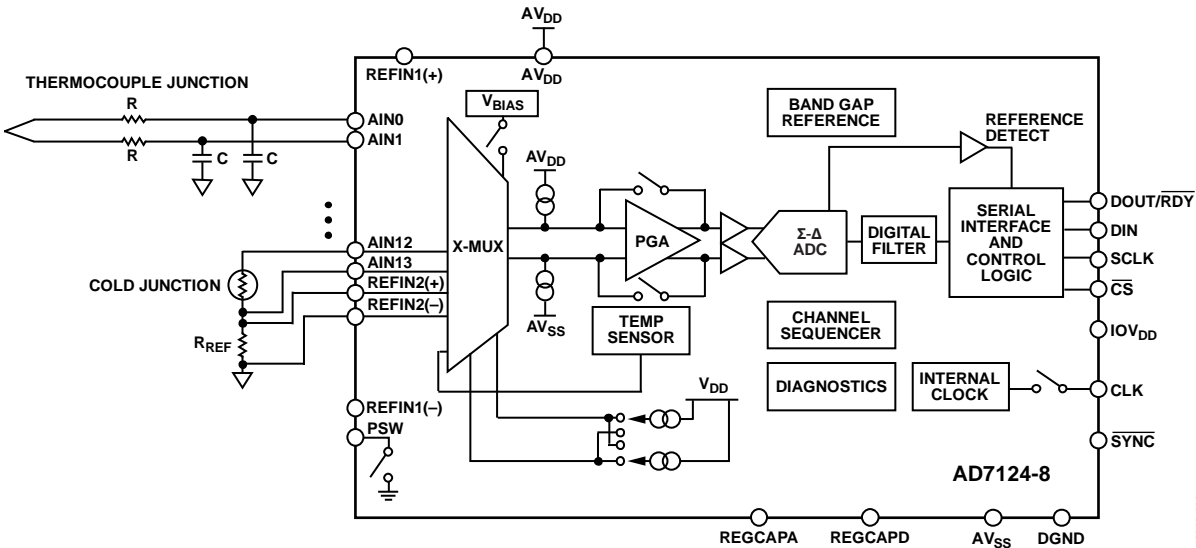 AVDD
REFIN1(+)
AVDD
THERMOCOUPLE JUNCTION
R
R
C
C
AIN0
AIN1
VBIAS
BAND GAP
REFERENCE
REFERENCE
DETECT
AVDD
X-MUX
PGA
Σ-Δ
ADC
DIGITAL
FILTER
SERIAL
INTERFACE
AND
CONTROL
LOGIC
DOUT/RDY
DIN
SCLK
CS
AIN12
AIN13
REFIN2(+)
REFIN2(–)
COLD JUNCTION
RREF
AVSS
TEMP
SENSOR
CHANNEL
SEQUENCER
IOVDD
DIAGNOSTICS
INTERNAL
CLOCK
CLK
VDD
REFIN1(–)
PSW
SYNC
AD7124-8
REGCAPA
REGCAPD
AVSS
DGND